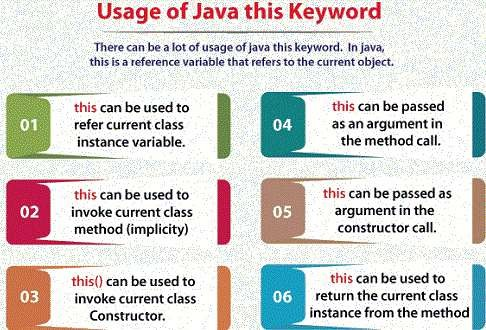 Usage of Java this Keyword
There can be a lot of usage of java this keyword. In java,
this is a reference variable that refers to the current object.
01
this can be used to
refer current class
instance variable.
02
this can be used to
invoke current class
method (implicity)
03
this() can be used to
invoke current class
Constructor.
04
this can be passed
as an argument in
the method call.
05
this can be passed as
argument in the
constructor call.
06
this can be used to
return the current class
instance from the method